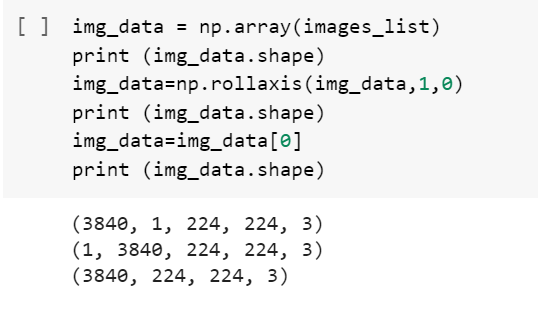 [ ] img_data = np.array(images_list)
print (img_data.shape)
img_data=np.rollaxis(img_data,1,0)
print (img_data.shape)
img_data=img_data[0]
print (img_data.shape)
(3840, 1, 224, 224, 3)
(1, 3840, 224, 224, 3)
(3840, 224, 224, 3)